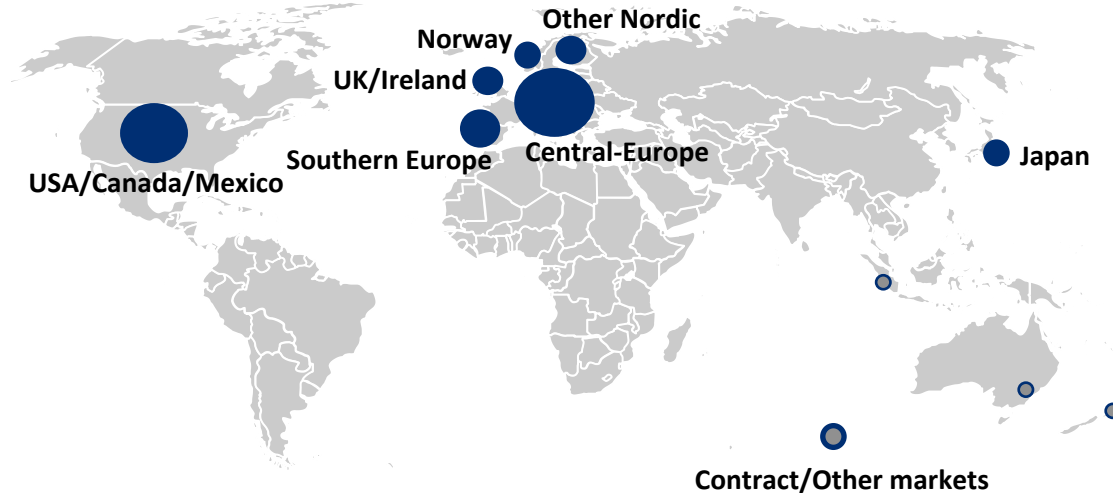 Other Nordic
Norway
UK/Ireland
Southern Europe
Central-Europe
USA/Canada/Mexico
Japan
Contract/Other markets